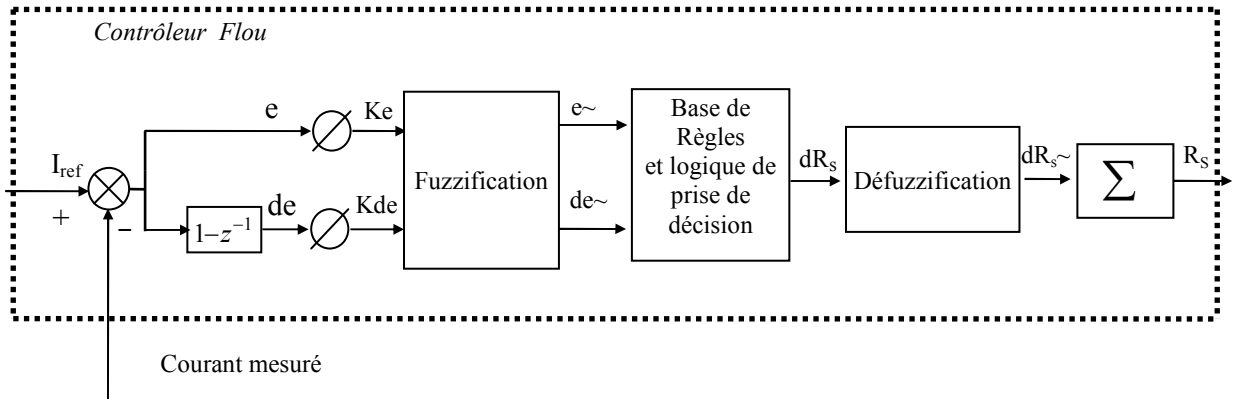 Contrôleur Flou
e
Ke
I_ref
+
−
de
Kde
1−z⁻¹
Fuzzification
e~
de~
Base de
Règles
et logique de
prise de
décision
dR_S
Défuzzification
dR_s~
Σ
R_S
Courant mesuré